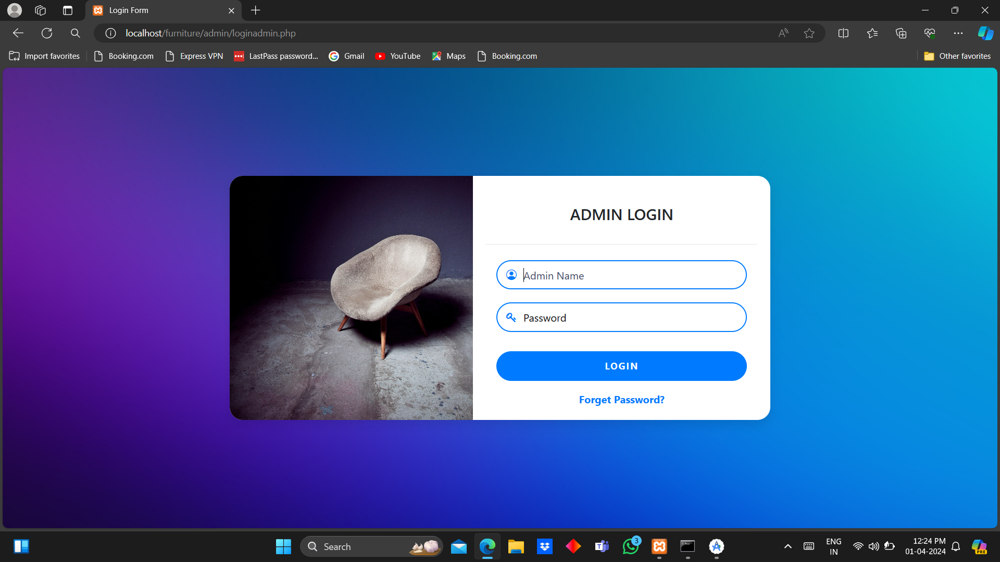 Login Form
localhost/furniture/admin/loginadmin.php
Import favorites
Booking.com
Express VPN
LastPass password...
Gmail
YouTube
Maps
Booking.com
Other favorites
ADMIN LOGIN
Admin Name
Password
LOGIN
Forget Password?
Search
3
ENG
IN
12:24 PM
01-04-2024
PRE